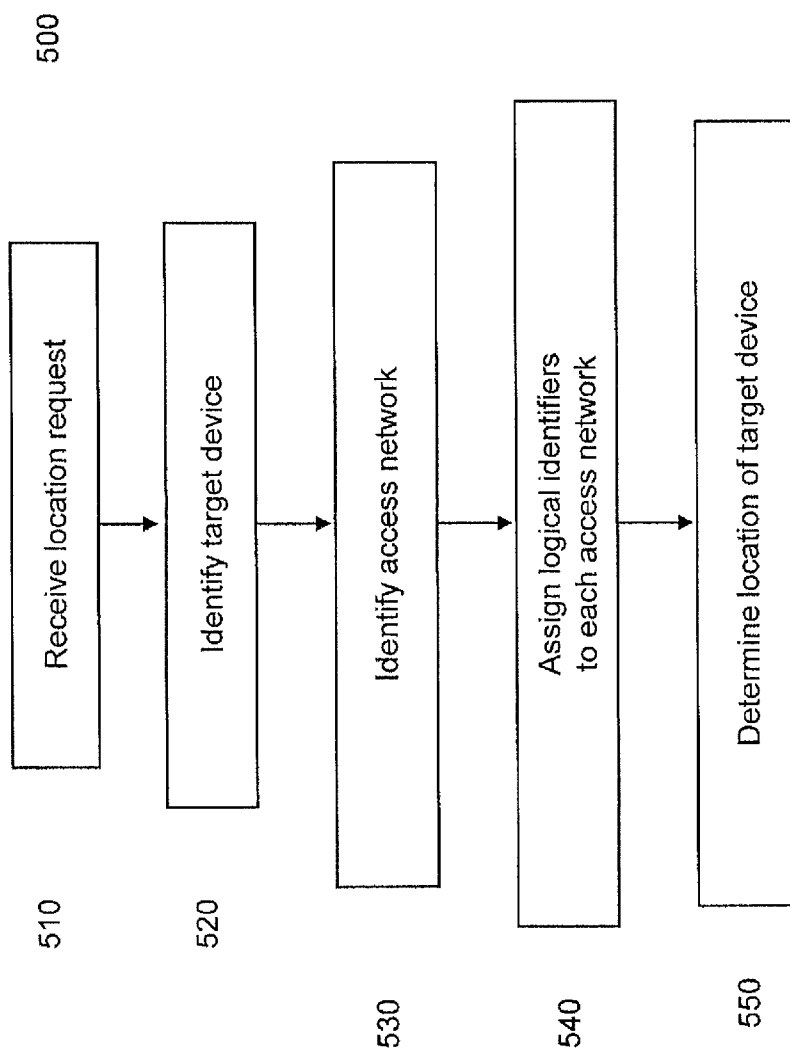 500
510
Receive location request
520
Identify target device
530
Identify access network
540
Assign logical identifiers
to each access network
550
Determine location of target device